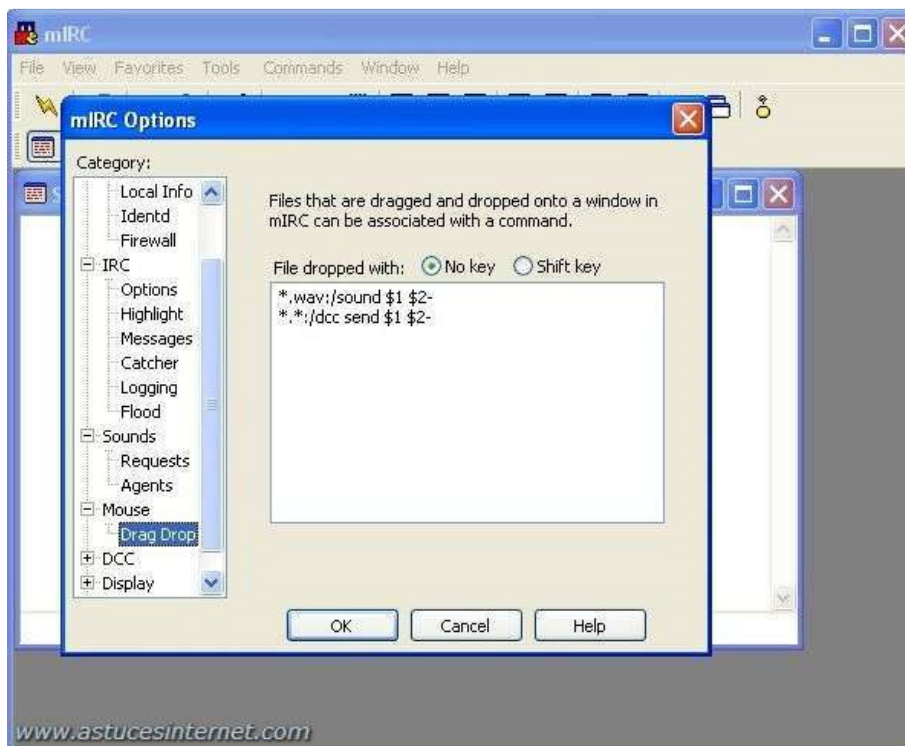 mIRC
File View Favorites Tools Commands Window Help
mIRC Options
Category:
Local Info
Identd
Firewall
IRC
Options
Highlight
Messages
Catcher
Logging
Flood
Sounds
Requests
Agents
Mouse
Drag Drop
DCC
Display
Files that are dragged and dropped onto a window in
mIRC can be associated with a command.
File dropped with: No key Shift key
*.wav:/sound $1 $2-
*.*:/dcc send $1 $2-
OK Cancel Help
www.astucesinternet.com